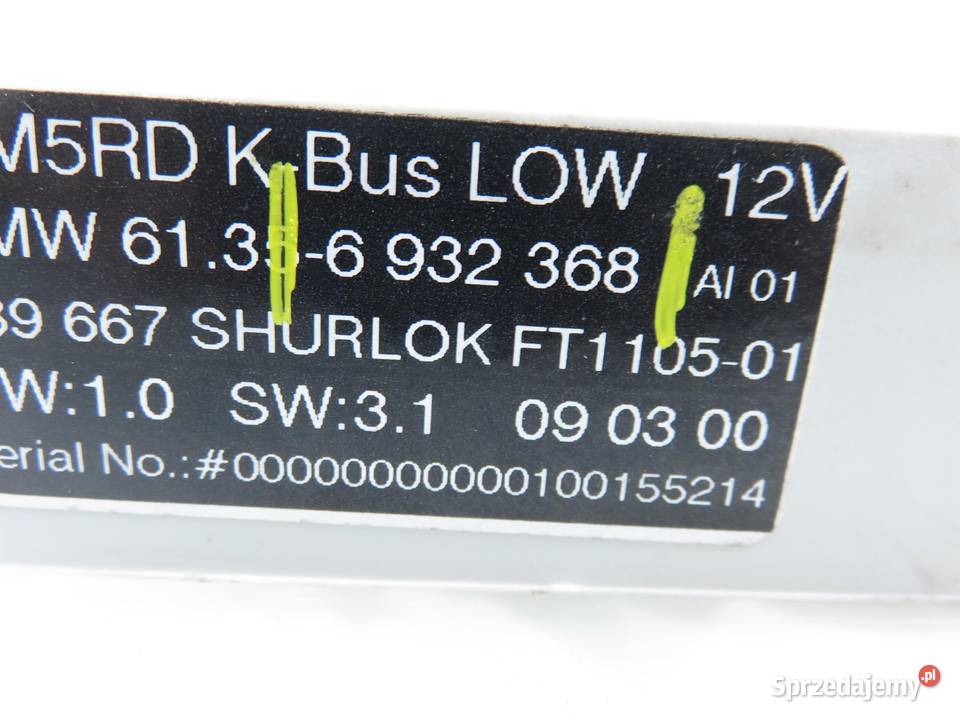 M5RD K-Bus LOW 12V
MW 61.35-6 932 368 AI 01
39 667 SHURLOK FT1105-01
W:1.0 SW:3.1 09 03 00
erial No.:#00000000000100155214
Sprzedajemy.pl